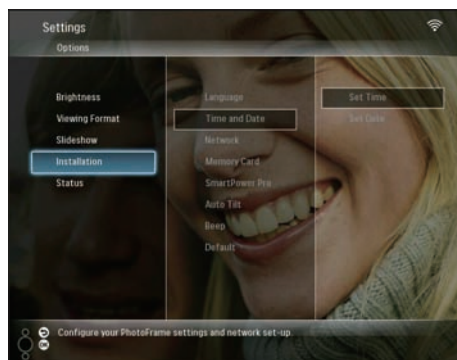 Settings
Options
Brightness
Viewing Format
Slideshow
Installation
Status
Language
Time and Date
Network
Memory Card
SmartPower Pro
Auto Tilt
Beep
Default
Set Time
Set Date
Configure your PhotoFrame settings and network set-up.
OK